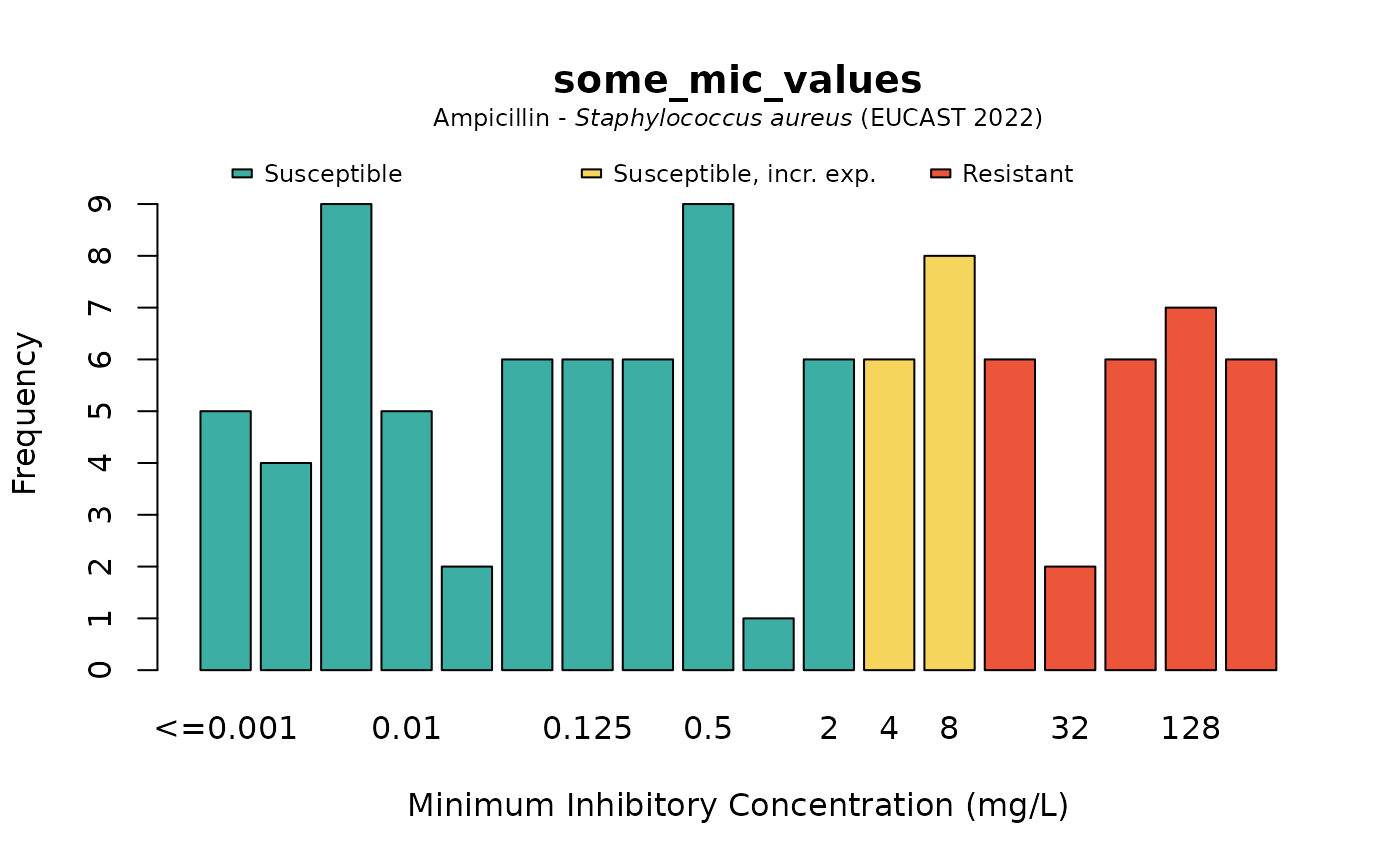 some_mic_values
Ampicillin - Staphylococcus aureus (EUCAST 2022)
Susceptible Susceptible, incr. exp. Resistant
9
8
7
6
5
4
3
2
1
0
Frequency
<=0.001 0.01 0.125 0.5 2 4 8 32 128
Minimum Inhibitory Concentration (mg/L)